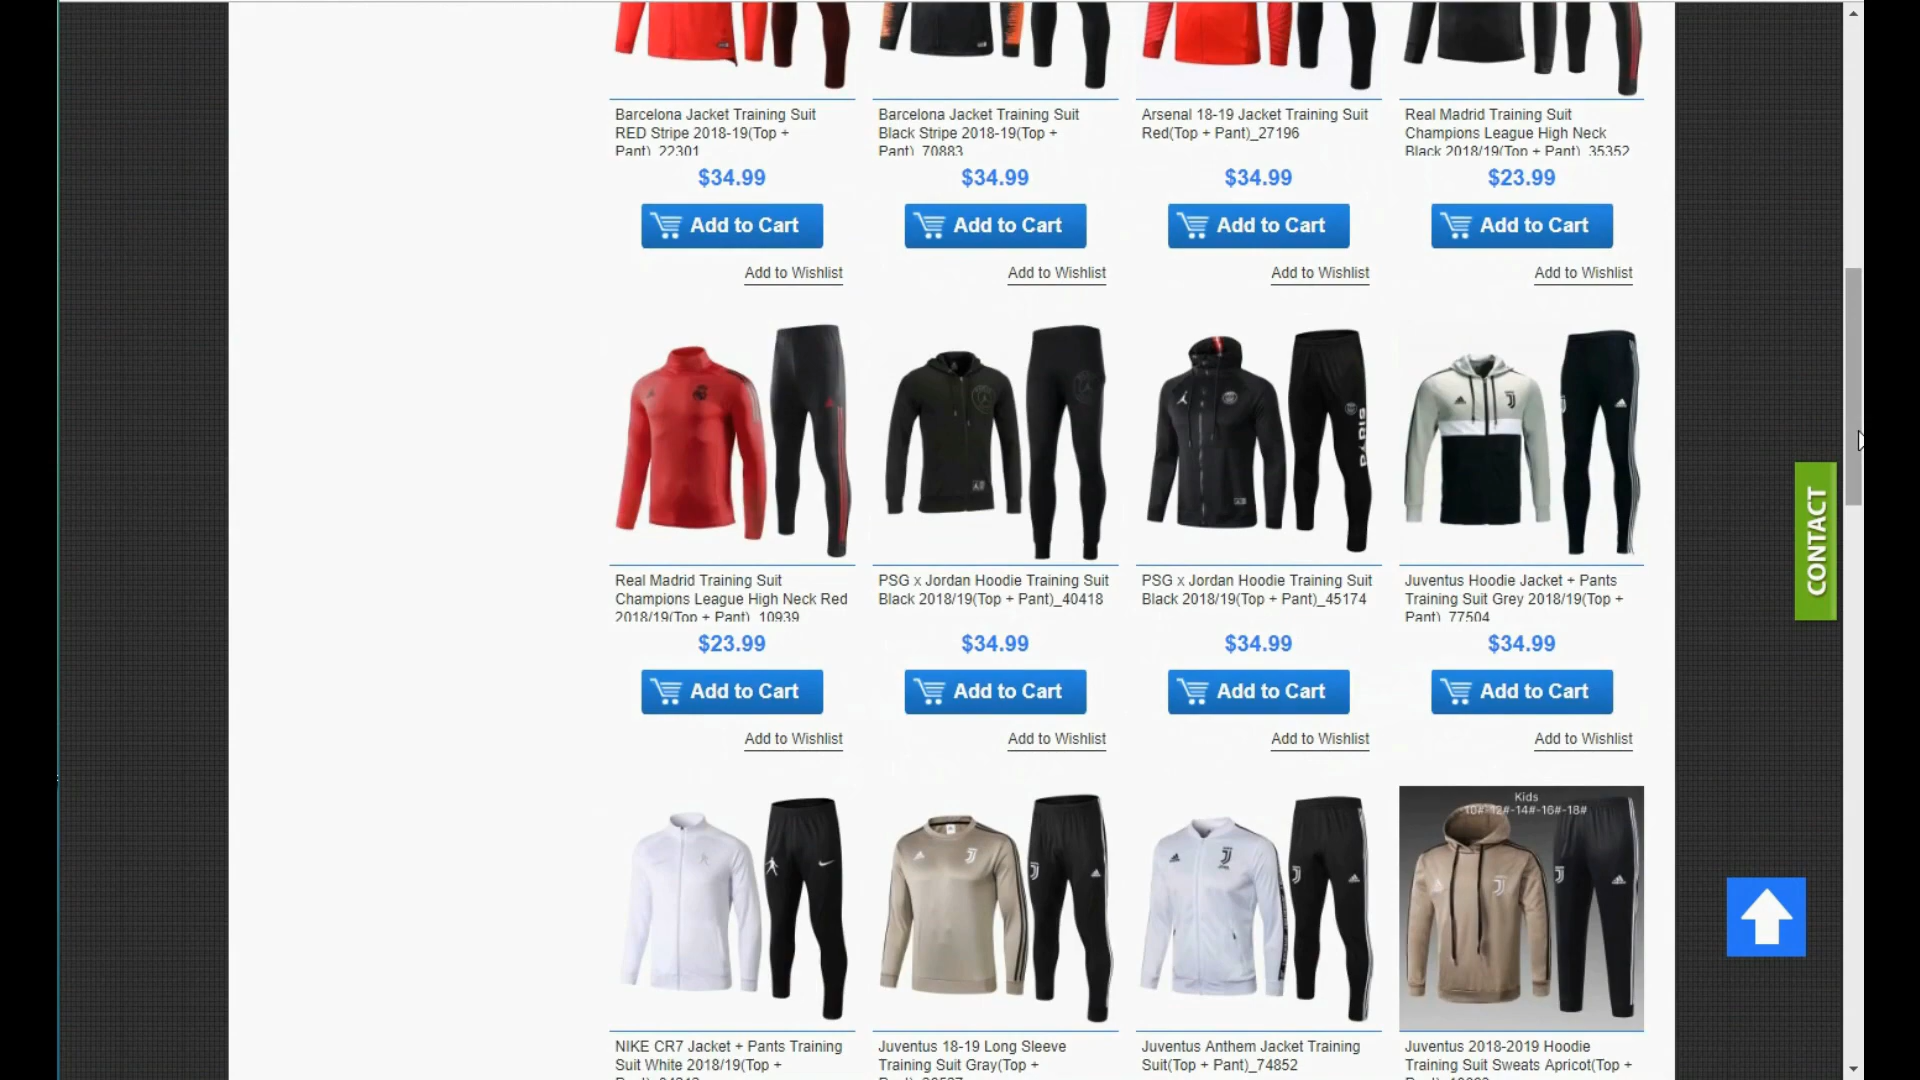 Barcelona Jacket Training Suit
RED Stripe 2018-19(Top +
Pant)_22301
$34.99
Add to Cart
Add to Wishlist
Barcelona Jacket Training Suit
Black Stripe 2018-19(Top +
Pant)_70883
$34.99
Add to Cart
Add to Wishlist
Arsenal 18-19 Jacket Training Suit
Red(Top + Pant)_27196
$34.99
Add to Cart
Add to Wishlist
Real Madrid Training Suit
Champions League High Neck
Black 2018/19(Top + Pant)_35352
$23.99
Add to Cart
Add to Wishlist
Real Madrid Training Suit
Champions League High Neck Red
2018/19(Top + Pant)_10939
$23.99
Add to Cart
Add to Wishlist
PSG x Jordan Hoodie Training Suit
Black 2018/19(Top + Pant)_40418
$34.99
Add to Cart
Add to Wishlist
PARIS
PSG x Jordan Hoodie Training Suit
Black 2018/19(Top + Pant)_45174
$34.99
Add to Cart
Add to Wishlist
Juventus Hoodie Jacket + Pants
Training Suit Grey 2018/19(Top +
Pant)_77504
$34.99
Add to Cart
Add to Wishlist
CONTACT
NIKE CR7 Jacket + Pants Training
Suit White 2018/19(Top +
Juventus 18-19 Long Sleeve
Training Suit Gray(Top +
Juventus Anthem Jacket Training
Suit(Top + Pant)_74852
Kids
10#-12#-14#-16#-18#
Juventus 2018-2019 Hoodie
Training Suit Sweats Apricot(Top +